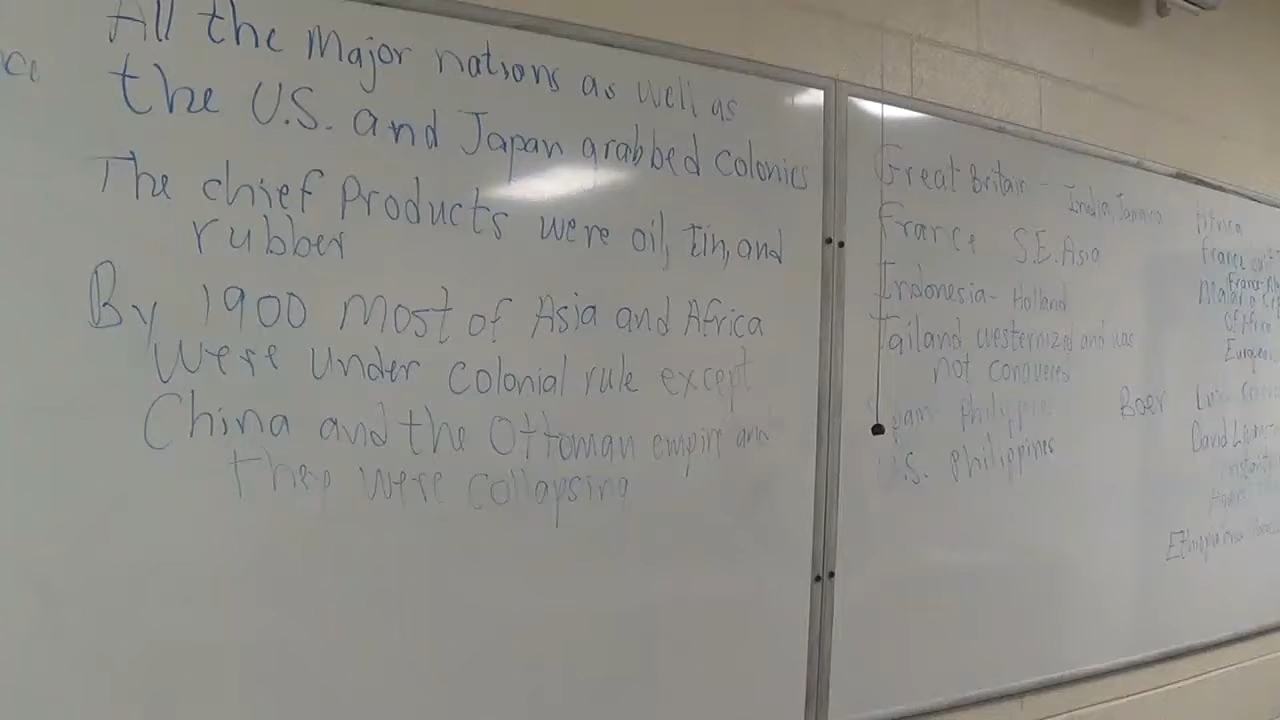 All the Major nations as well as
the U.S. and Japan grabbed colonies
The chief Products were oil, tin, and
rubber
By 1900 most of Asia and Africa
were under colonial rule except
China and the Ottoman empire and
they were collapsing
Great Britain - India, Jamaica
France S.E. Asia
Indonesia - Holland
Tailand westernized and was
not conquered
Philippines
U.S. Philippines
Africa
France
Boer
David
Ethiopia